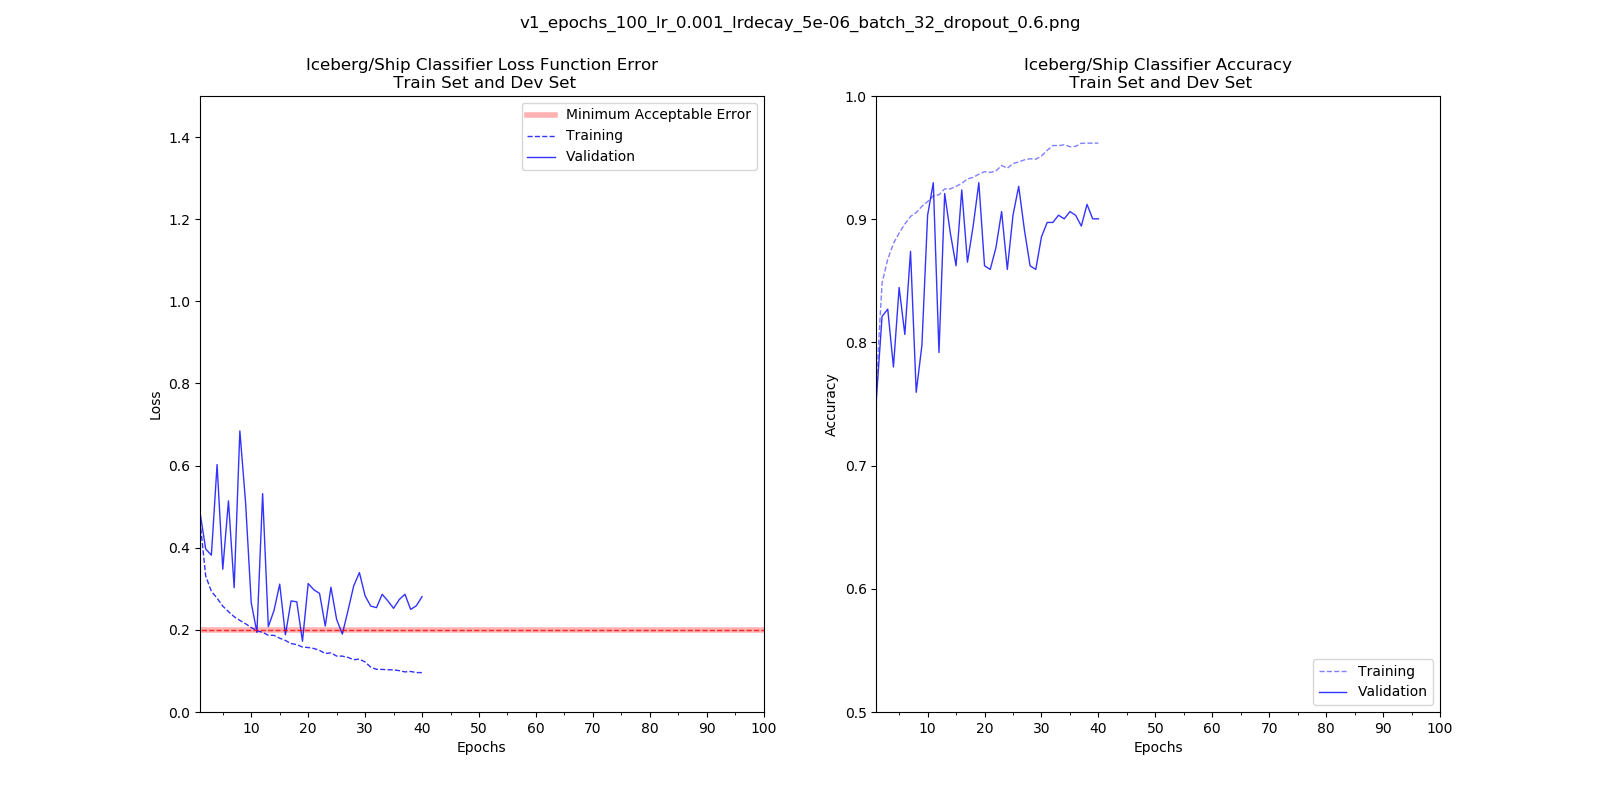 v1_epochs_100_lr_0.001_lrdecay_5e-06_batch_32_dropout_0.6.png
Iceberg/Ship Classifier Loss Function Error
Train Set and Dev Set
1.4
1.2
1.0
0.8
0.6
0.4
0.2
0.0
Loss
Minimum Acceptable Error
Training
Validation
10 20 30 40 50 60 70 80 90 100
Epochs
Iceberg/Ship Classifier Accuracy
Train Set and Dev Set
1.0
0.9
0.8
0.7
0.6
0.5
Accuracy
Training
Validation
10 20 30 40 50 60 70 80 90 100
Epochs